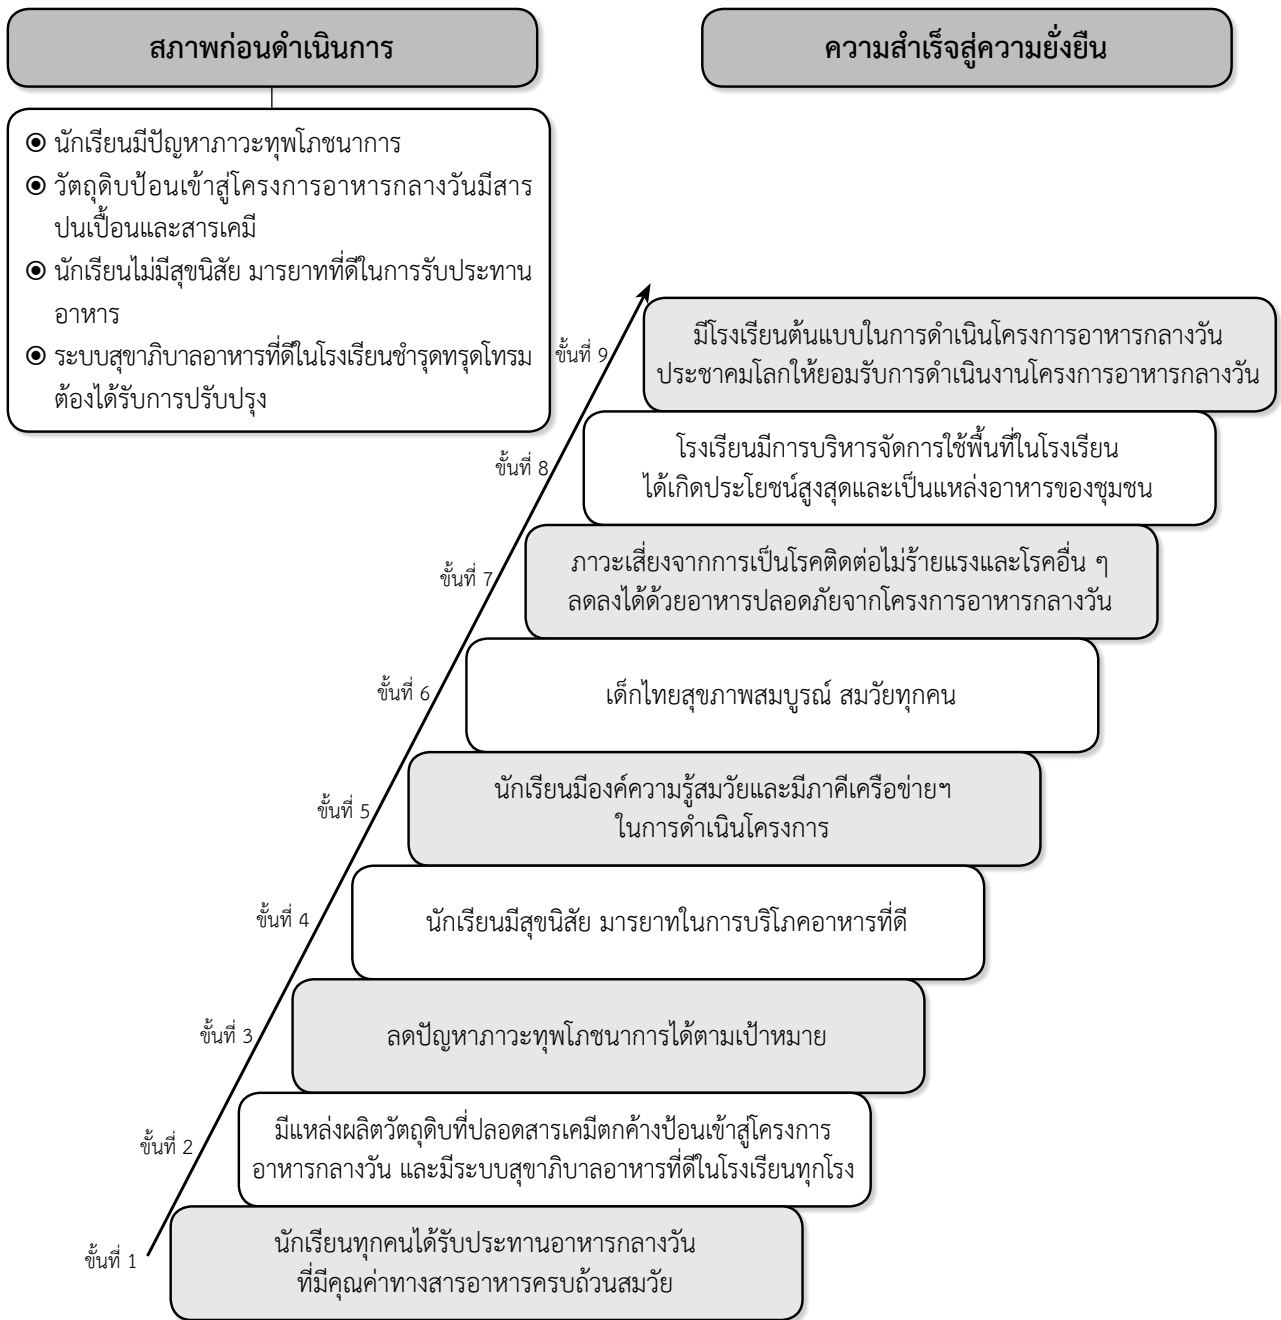 สภาพก่อนดำเนินการ
ความสำเร็จสู่ความยั่งยืน
นักเรียนมีปัญหาภาวะทุพโภชนาการ
วัตถุดิบป้อนเข้าสู่โครงการอาหารกลางวันมีสาร
ปนเปื้อนและสารเคมี
นักเรียนไม่มีสุขนิสัย มารยาทที่ดีในการรับประทาน
อาหาร
ระบบสุขาภิบาลอาหารที่ดีในโรงเรียนชำรุดทรุดโทรม
ต้องได้รับการปรับปรุง
ขั้นที่ 9
มีโรงเรียนต้นแบบในการดำเนินโครงการอาหารกลางวัน
ประชาคมโลกให้ยอมรับการดำเนินงานโครงการอาหารกลางวัน
ขั้นที่ 8
โรงเรียนมีการบริหารจัดการใช้พื้นที่ในโรงเรียน
ได้เกิดประโยชน์สูงสุดและเป็นแหล่งอาหารของชุมชน
ขั้นที่ 7
ภาวะเสี่ยงจากการเป็นโรคติดต่อไม่ร้ายแรงและโรคอื่น ๆ
ลดลงได้ด้วยอาหารปลอดภัยจากโครงการอาหารกลางวัน
ขั้นที่ 6
เด็กไทยสุขภาพสมบูรณ์ สมวัยทุกคน
ขั้นที่ 5
นักเรียนมีองค์ความรู้สมวัยและมีภาคีเครือข่ายฯ
ในการดำเนินโครงการ
ขั้นที่ 4
นักเรียนมีสุขนิสัย มารยาทในการบริโภคอาหารที่ดี
ขั้นที่ 3
ลดปัญหาภาวะทุพโภชนาการได้ตามเป้าหมาย
ขั้นที่ 2
มีแหล่งผลิตวัตถุดิบที่ปลอดสารเคมีตกค้างป้อนเข้าสู่โครงการ
อาหารกลางวัน และมีระบบสุขาภิบาลอาหารที่ดีในโรงเรียนทุกโรง
ขั้นที่ 1
นักเรียนทุกคนได้รับประทานอาหารกลางวัน
ที่มีคุณค่าทางสารอาหารครบถ้วนสมวัย